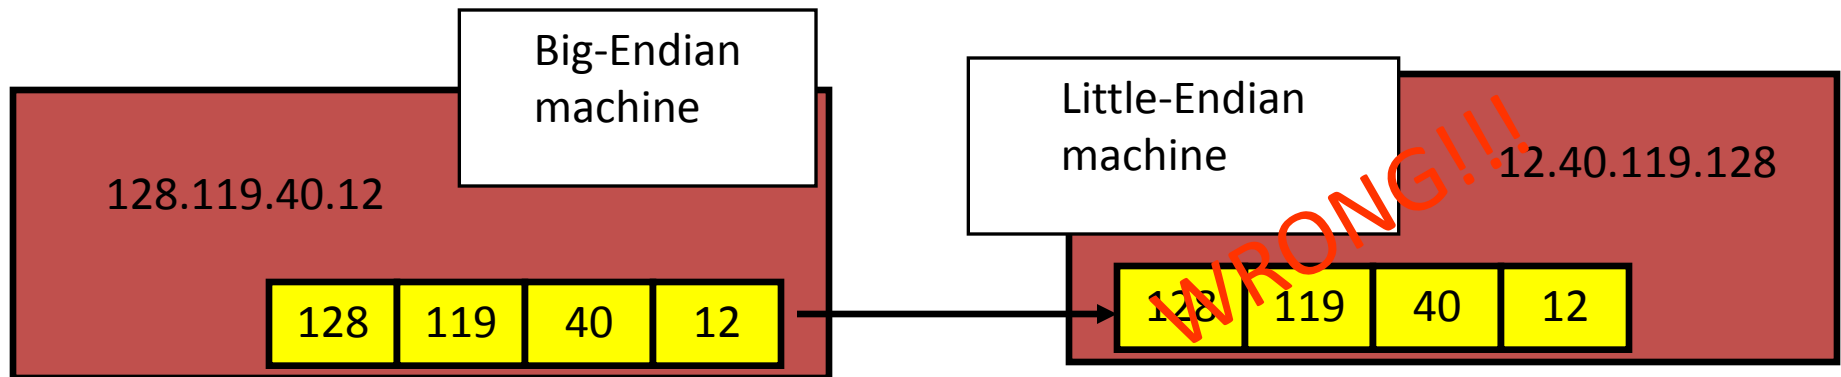 Big-Endian
machine
128.119.40.12
128 119 40 12
Little-Endian
machine
12.40.119.128
WRONG!!!
128 119 40 12